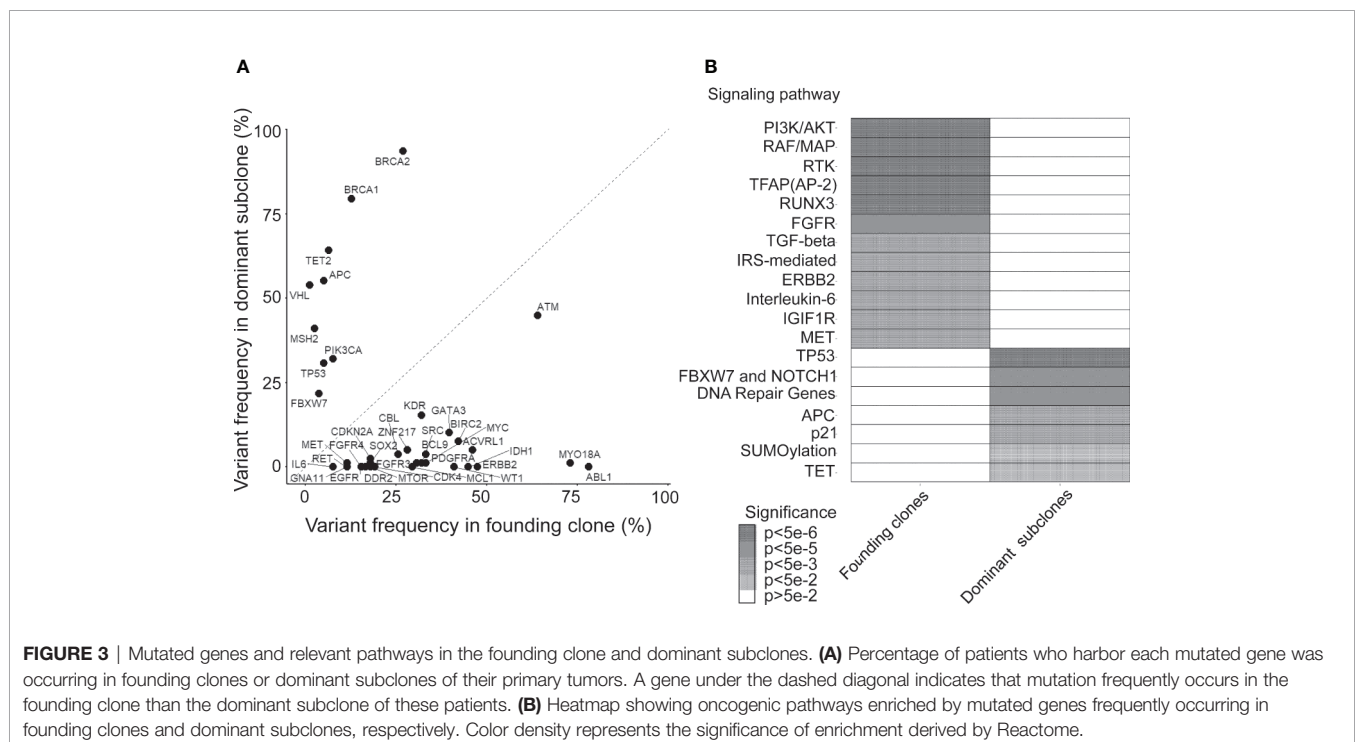 A
B
Signaling pathway
Variant frequency in dominant subclone (%)
100
75
50
25
0
BRCA2
BRCA1
TET2
APC
VHL
ATM
MSH2
PIK3CA
TP53
FBXW7
KDR
GATA3
CBL
BIRC2
CDKN2A
ZNF217
SRC
MYC
MET
FGFR4
SOX2
BCL9
ACVRL1
IDH1
RET
PDGFRA
MYO18A
IL6
FGFR3
ERBB2
GNA11
EGFR
DDR2
MTOR
CDK4
MCL1
WT1
ABL1
0
25
50
75
100
Variant frequency in founding clone (%)
PI3K/AKT
RAF/MAP
RTK
TFAP(AP-2)
RUNX3
FGFR
TGF-beta
IRS-mediated
ERBB2
Interleukin-6
IGIF1R
MET
TP53
FBXW7 and NOTCH1
DNA Repair Genes
APC
p21
SUMOylation
TET
Significance
p<5e-6
p<5e-5
p<5e-3
p<5e-2
p>5e-2
Founding clones
Dominant subclones
FIGURE 3 | Mutated genes and relevant pathways in the founding clone and dominant subclones. (A) Percentage of patients who harbor each mutated gene was
occurring in founding clones or dominant subclones of their primary tumors. A gene under the dashed diagonal indicates that mutation frequently occurs in the
founding clone than the dominant subclone of these patients. (B) Heatmap showing oncogenic pathways enriched by mutated genes frequently occurring in
founding clones and dominant subclones, respectively. Color density represents the significance of enrichment derived by Reactome.